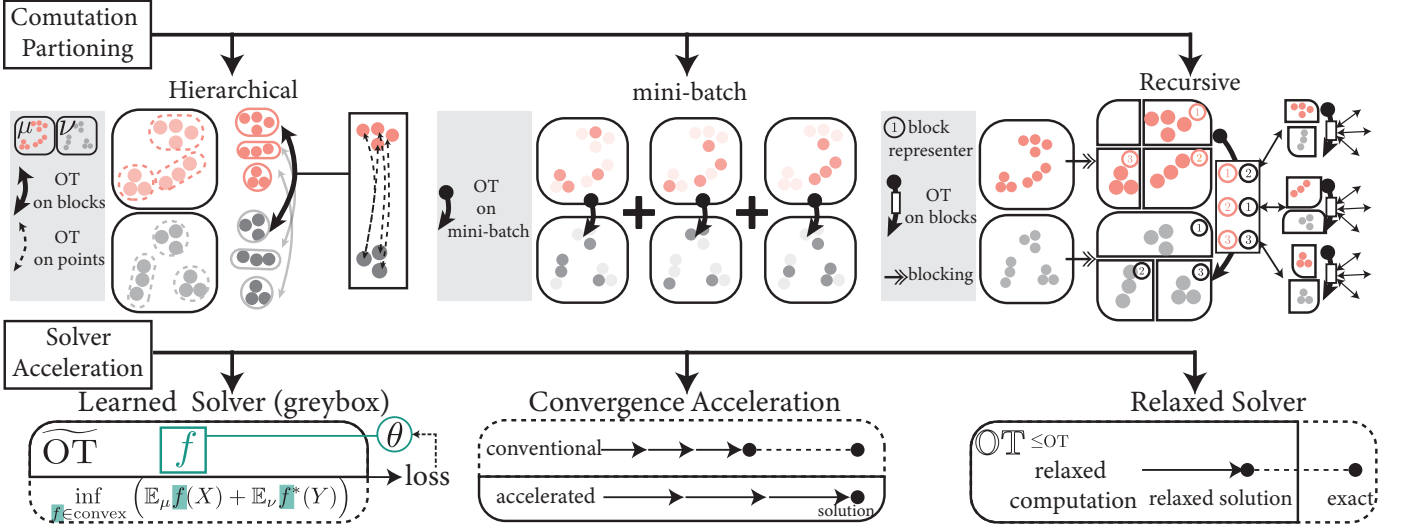 Comutation
Partioning
Hierarchical
mini-batch
Recursive
μ ν
OT
on blocks
OT
on points
OT
on
mini-batch
1 block
representer
OT
on blocks
blocking
1
3 2
1
2 3
1 2
2 1
3 3
Solver
Acceleration
Learned Solver (greybox)
Convergence Acceleration
Relaxed Solver
O͠T f θ
loss
inf f∈convex (𝔼μ f(X) + 𝔼ν f*(Y))
conventional
accelerated
solution
𝕆𝕋 ≤OT
relaxed
computation
relaxed solution
exact